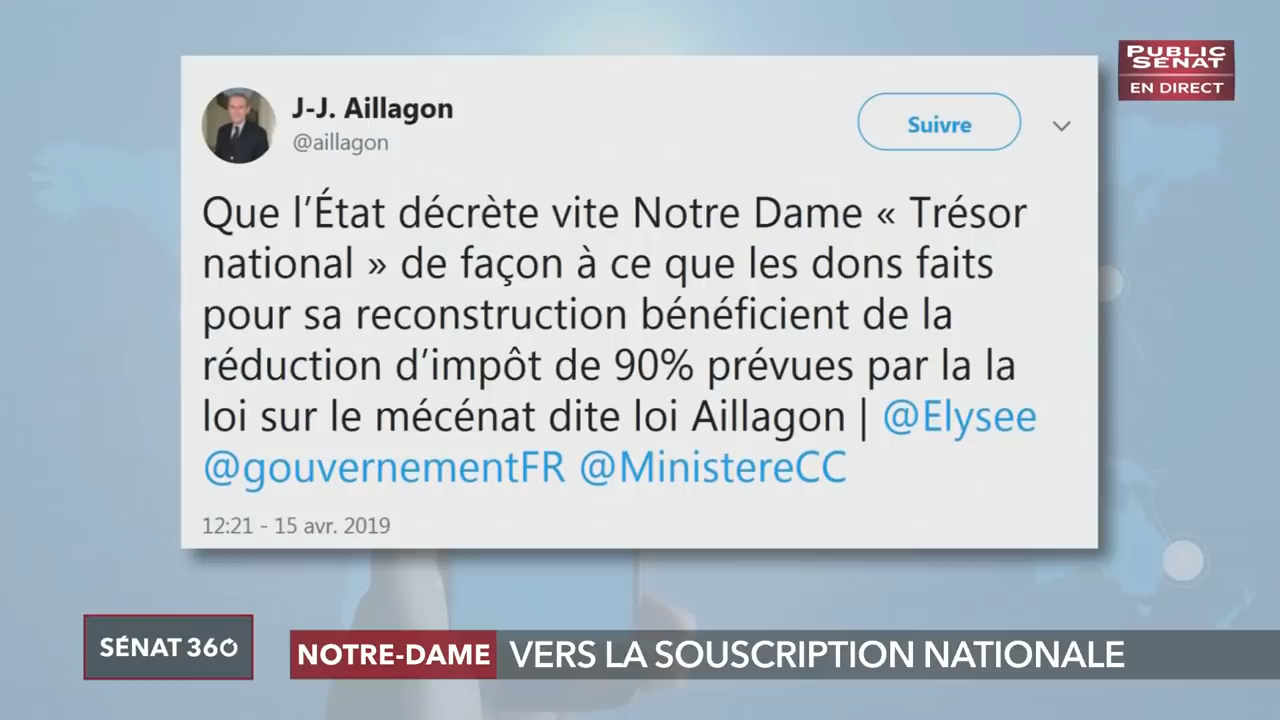 PUBLIC
SENAT
EN DIRECT
J-J. Aillagon
@aillagon
Suivre
Que l’État décrète vite Notre Dame « Trésor
national » de façon à ce que les dons faits
pour sa reconstruction bénéficient de la
réduction d’impôt de 90% prévues par la la
loi sur le mécénat dite loi Aillagon | @Elysee
@gouvernementFR @MinistereCC
12:21 - 15 avr. 2019
SÉNAT 360
NOTRE-DAME VERS LA SOUSCRIPTION NATIONALE